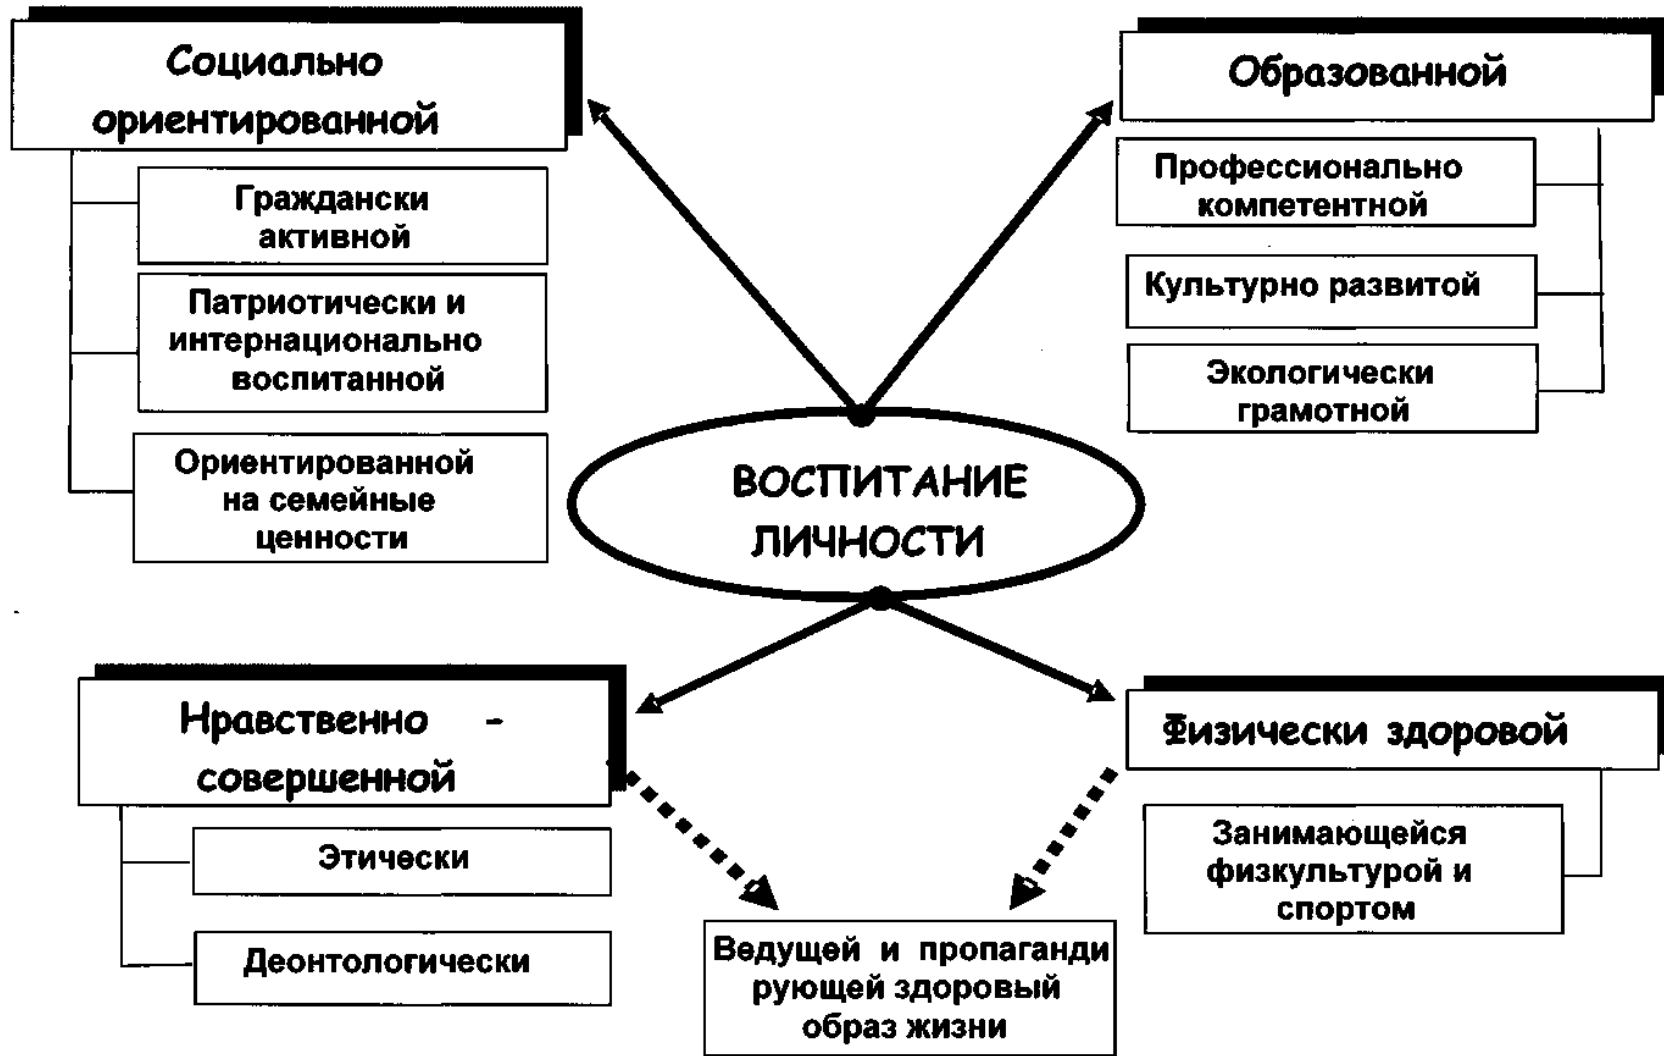 Социально
ориентированной
Граждански
активной
Патриотически и
интернационально
воспитанной
Ориентированной
на семейные
ценности
Образованной
Профессионально
компетентной
Культурно развитой
Экологически
грамотной
ВОСПИТАНИЕ
ЛИЧНОСТИ
Нравственно -
совершенной
Этически
Деонтологически
Физически здоровой
Занимающейся
физкультурой и
спортом
Ведущей и пропаганди
рующей здоровый
образ жизни